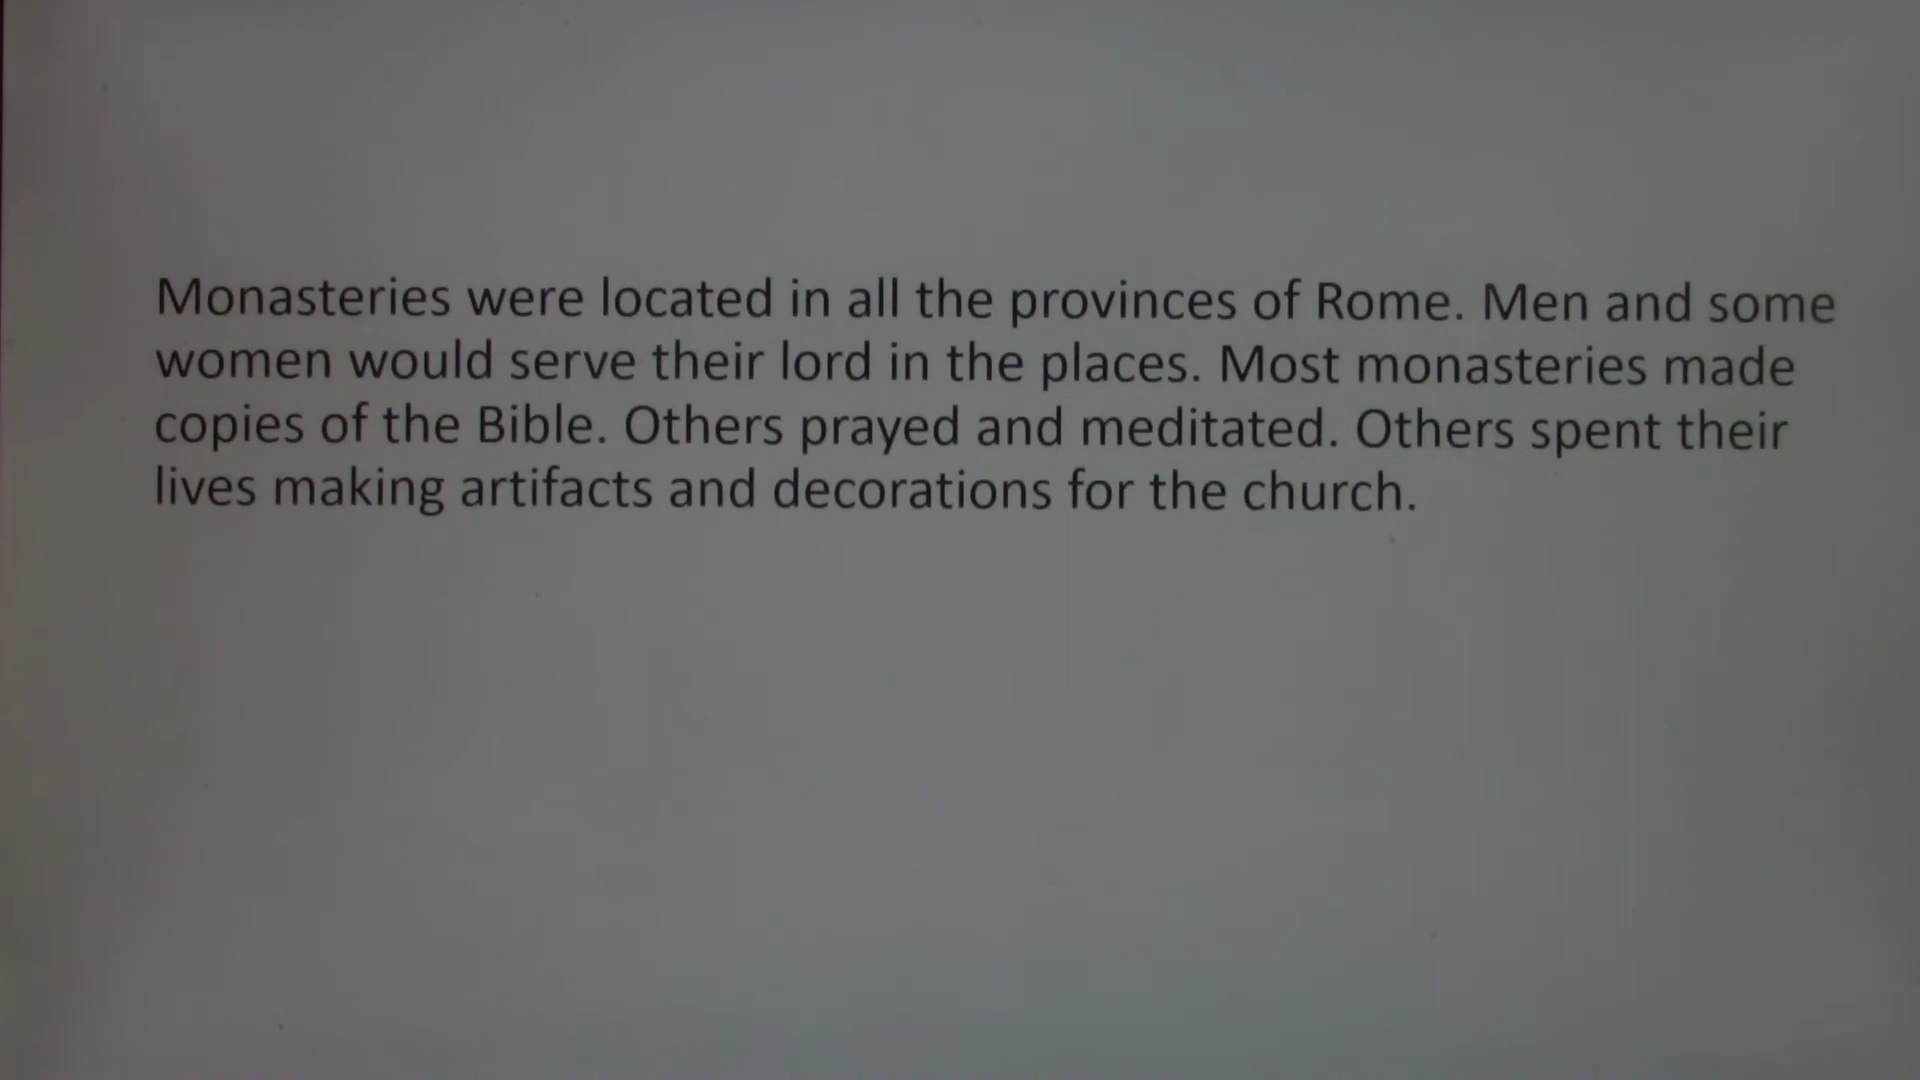 Monasteries were located in all the provinces of Rome. Men and some
women would serve their lord in the places. Most monasteries made
copies of the Bible. Others prayed and meditated. Others spent their
lives making artifacts and decorations for the church.